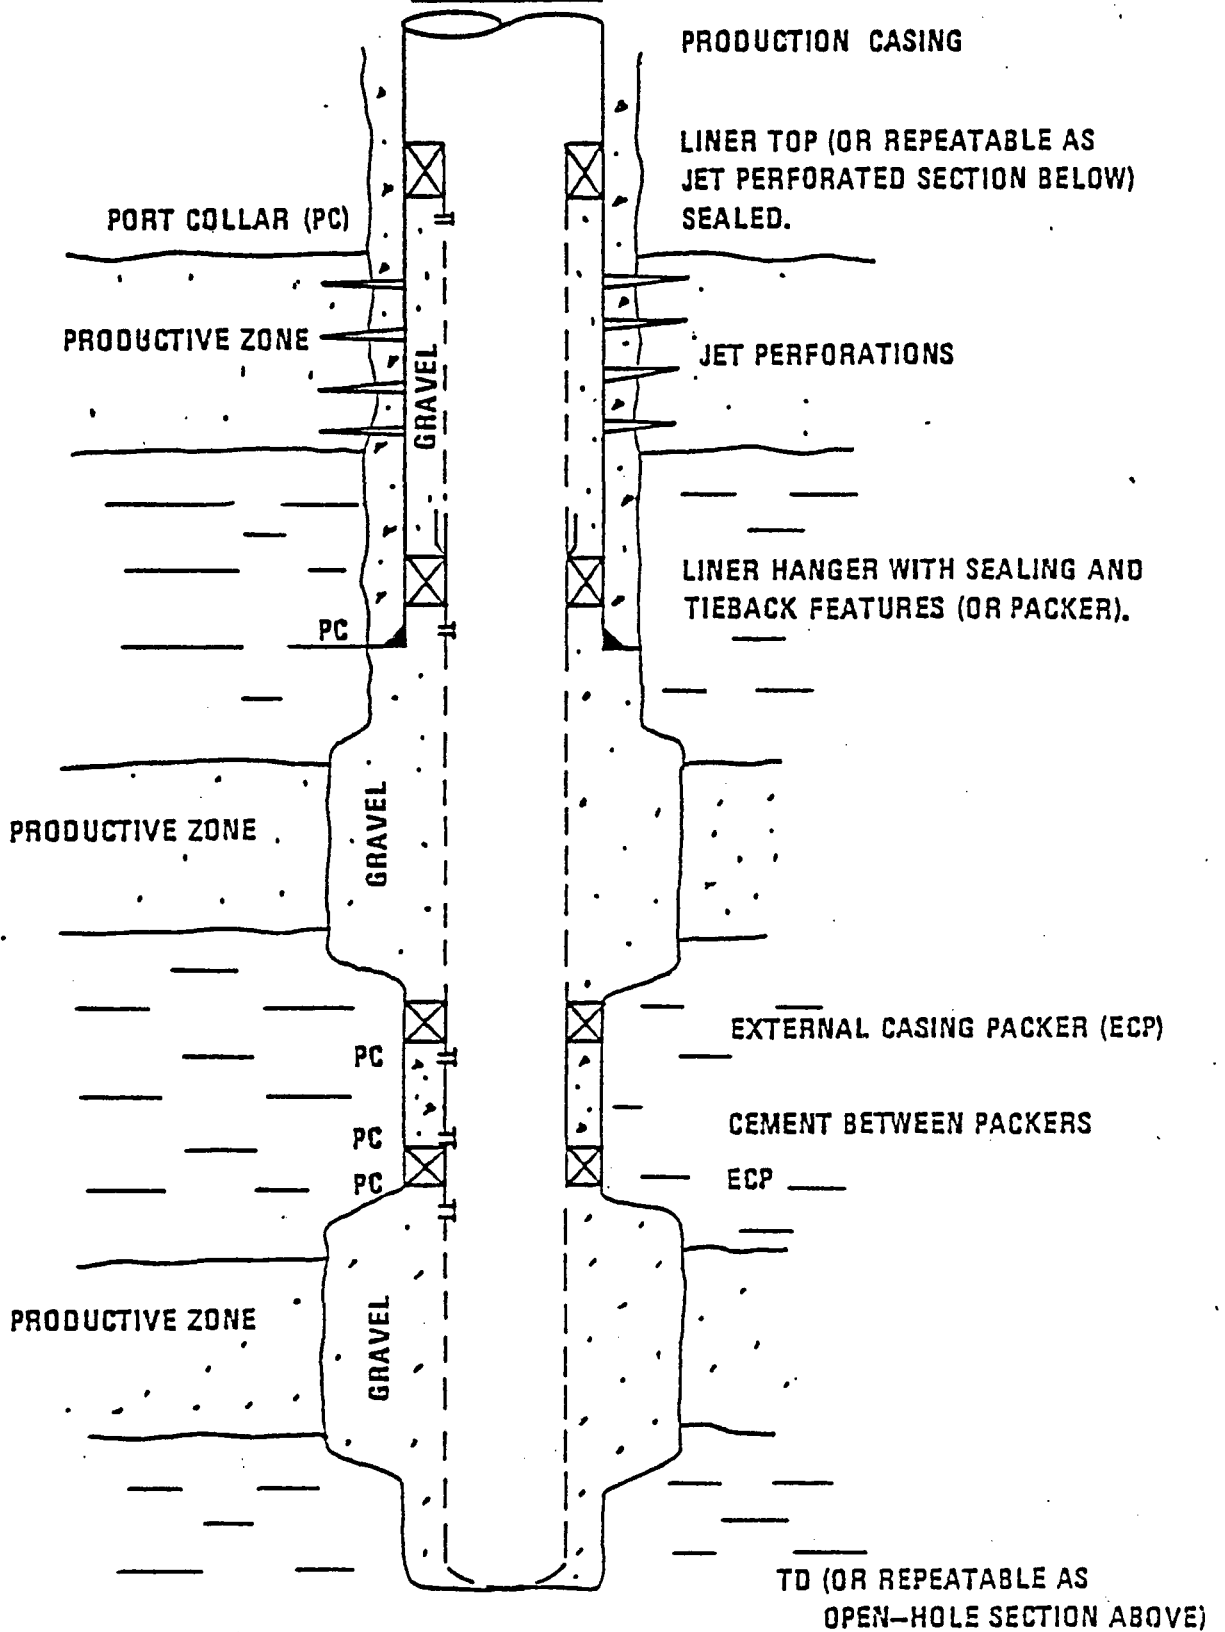 PRODUCTION CASING
LINER TOP (OR REPEATABLE AS
JET PERFORATED SECTION BELOW)
SEALED.
PORT COLLAR (PC)
PRODUCTIVE ZONE
JET PERFORATIONS
GRAVEL
LINER HANGER WITH SEALING AND
TIEBACK FEATURES (OR PACKER).
PC
GRAVEL
PRODUCTIVE ZONE
EXTERNAL CASING PACKER (ECP)
PC
CEMENT BETWEEN PACKERS
PC
ECP
PC
PRODUCTIVE ZONE
GRAVEL
TD (OR REPEATABLE AS
OPEN-HOLE SECTION ABOVE)